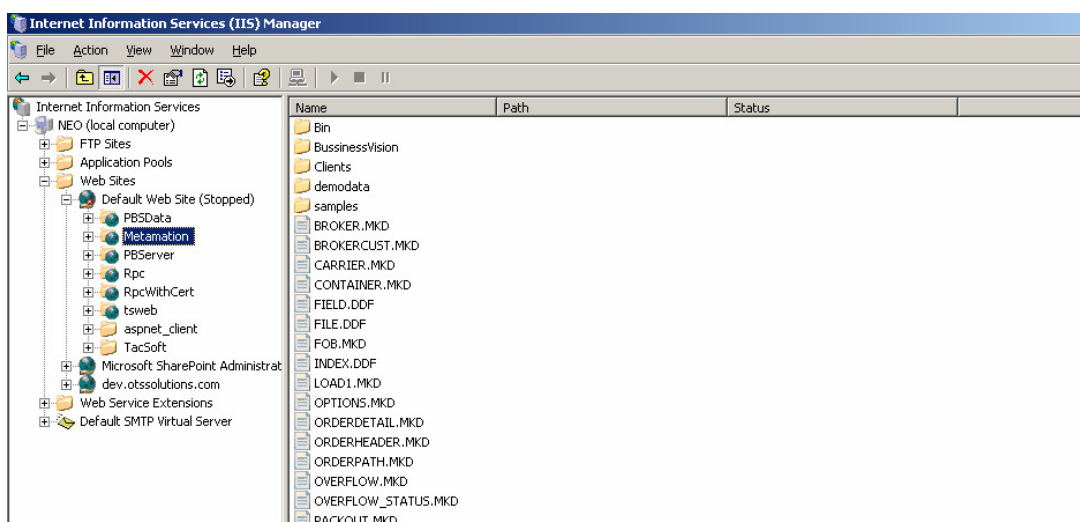 Internet Information Services (IIS) Manager
File Action View Window Help
Internet Information Services
NEO (local computer)
FTP Sites
Application Pools
Web Sites
Default Web Site (Stopped)
PBSData
Metamation
PBServer
Rpc
RpcWithCert
tsweb
aspnet_client
TacSoft
Microsoft SharePoint Administrat
dev.otssolutions.com
Web Service Extensions
Default SMTP Virtual Server
Name Path Status
Bin
BussinessVision
Clients
demodata
samples
BROKER.MKD
BROKERCUST.MKD
CARRIER.MKD
CONTAINER.MKD
FIELD.DDF
FILE.DDF
FOB.MKD
INDEX.DDF
LOAD1.MKD
OPTIONS.MKD
ORDERDETAIL.MKD
ORDERHEADER.MKD
ORDERPATH.MKD
OVERFLOW.MKD
OVERFLOW_STATUS.MKD
PACKOUT.MKD